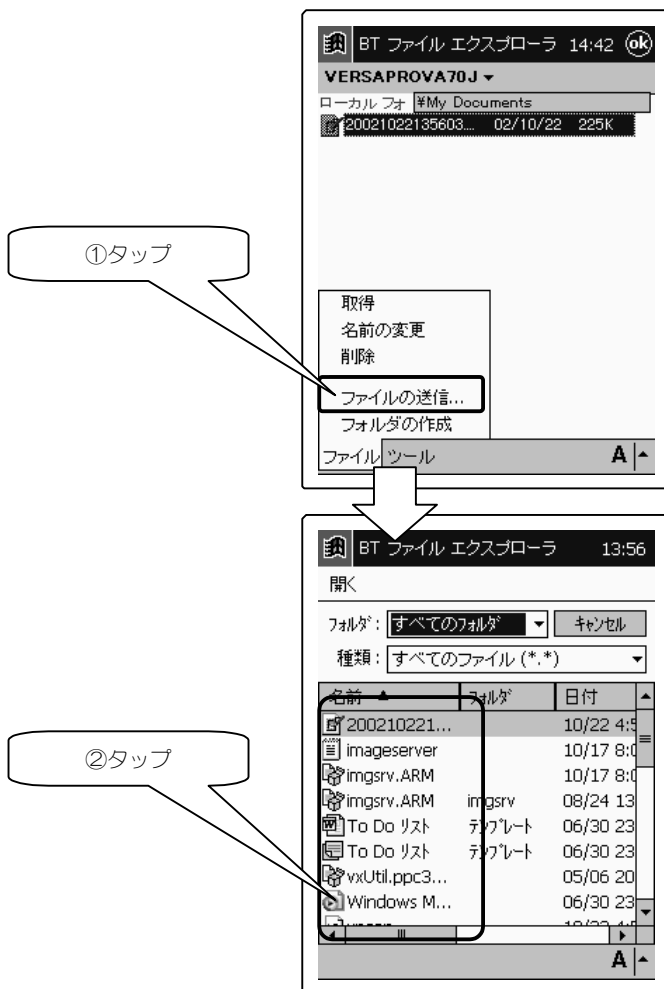 BT ファイル エクスプローラ 14:42 ok
VERSAPROVA70J
ローカル フォ ¥My Documents
20021022135603... 02/10/22 225K
①タップ
取得
名前の変更
削除
ファイルの送信...
フォルダの作成
ファイル ツール A
BT ファイル エクスプローラ 13:56
開く
フォルダ: すべてのフォルダ キャンセル
種類: すべてのファイル (*.*)
名前 フォルダ 日付
200210221... 10/22 4:5
imageserver 10/17 8:0
②タップ
imgsrv.ARM 10/17 8:0
imgsrv.ARM imgsrv 08/24 13
To Do リスト テンプレート 06/30 23
To Do リスト テンプレート 06/30 23
vxUtil.ppc3... 05/06 20
Windows M... 06/30 23
A